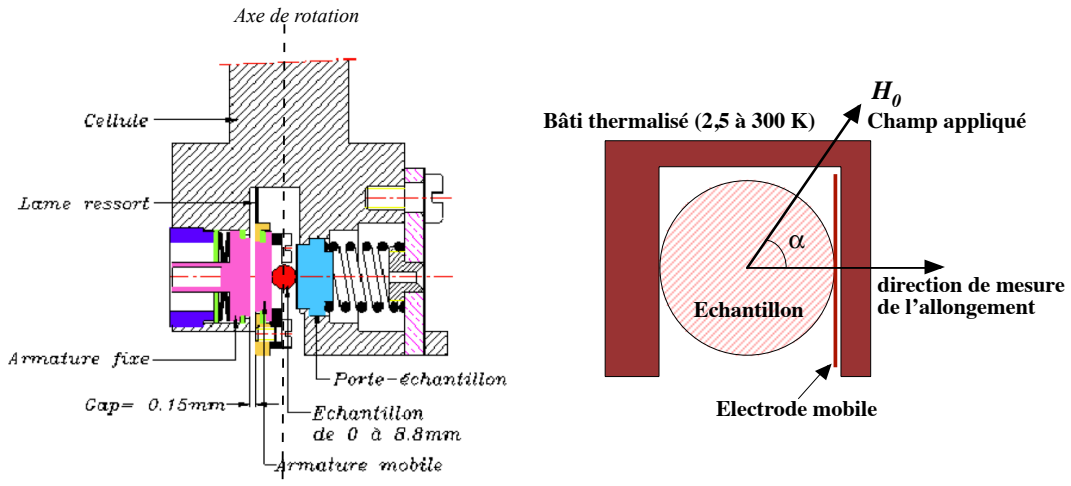 Axe de rotation
Cellule
Lame ressort
Armature fixe
Gap= 0.15mm
Porte-échantillon
Echantillon
de 0 à 8.8mm
Armature mobile
H0
Bâti thermalisé (2,5 à 300 K)
Champ appliqué
α
Echantillon
direction de mesure
de l'allongement
Electrode mobile